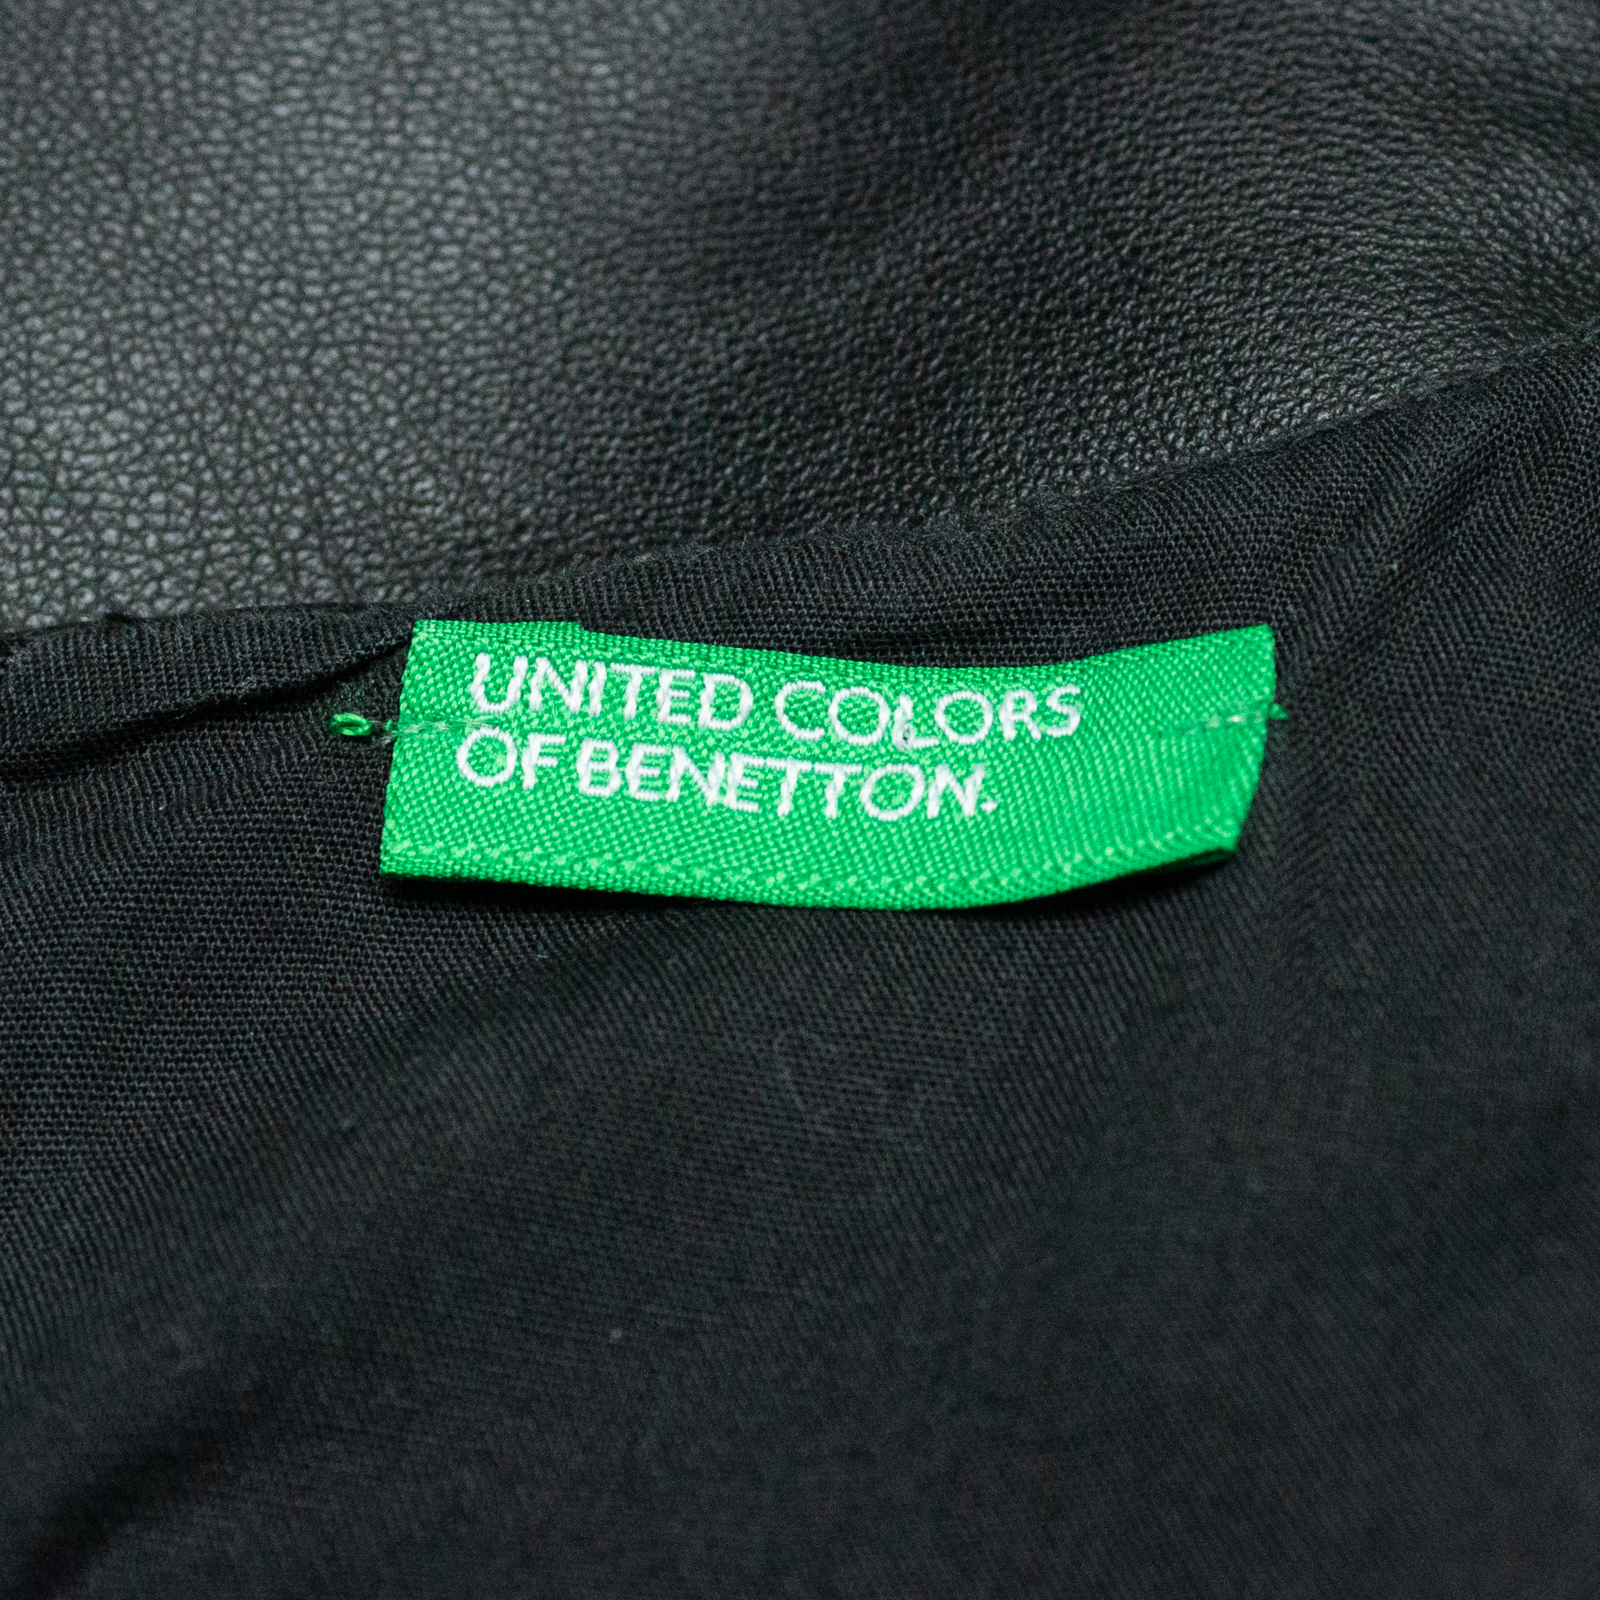 UNITED COLORS
OF BENETTON.